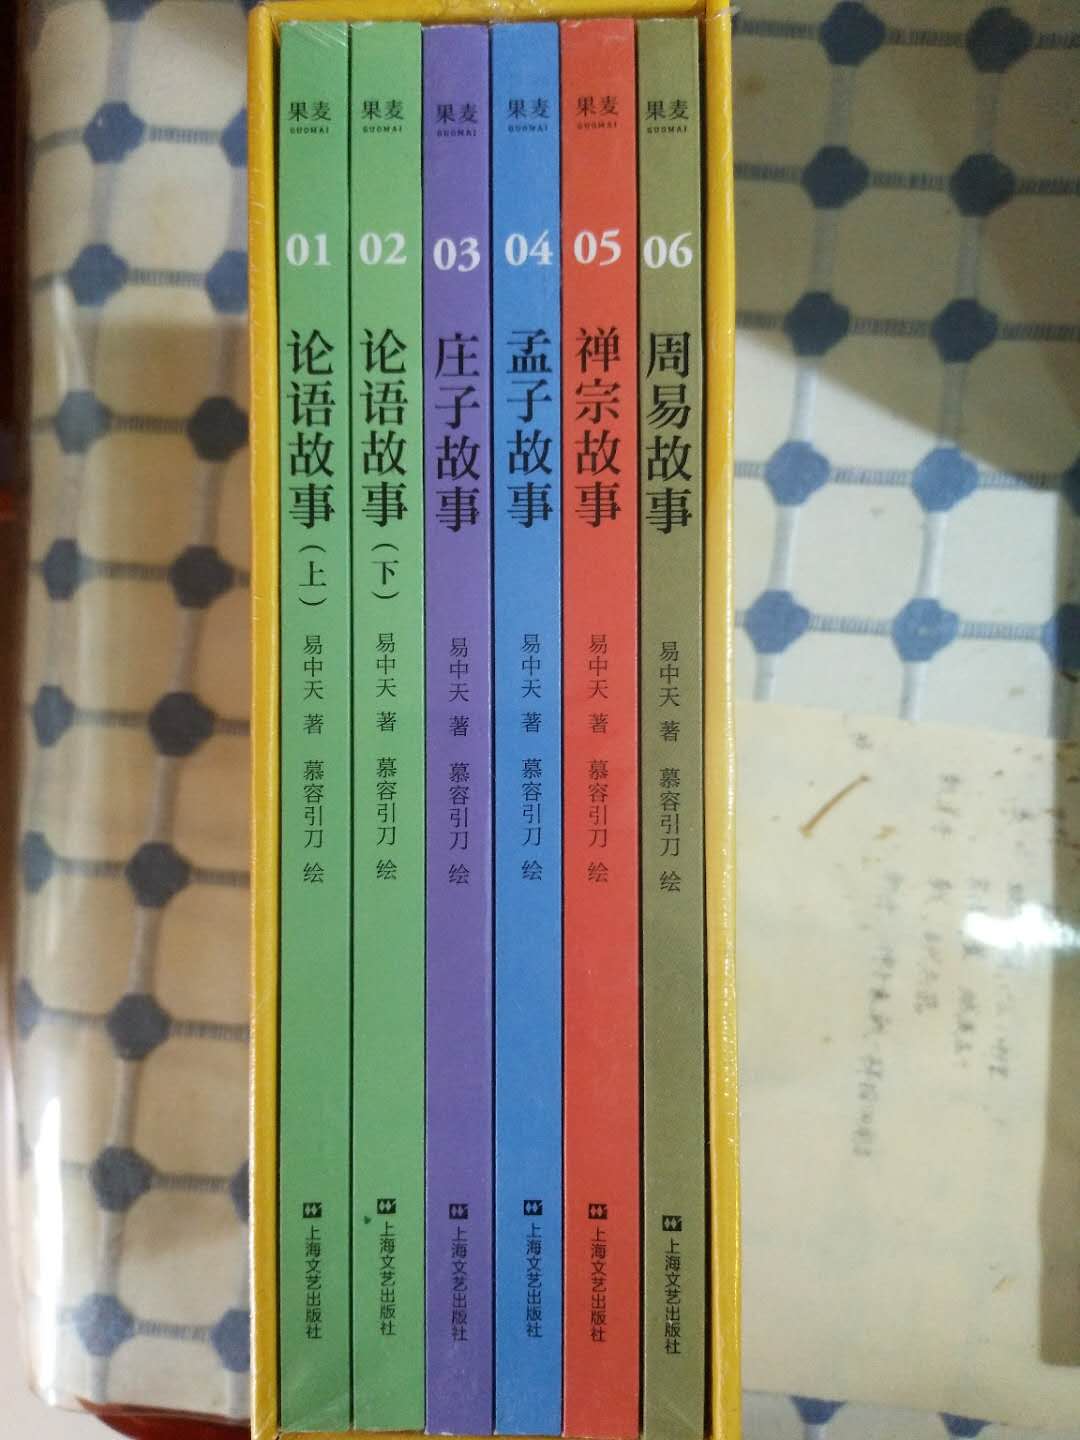 果麦
GUOMAI
01
论语故事(上)
易中天 著 慕容引刀 绘
上海文艺出版社
果麦
GUOMAI
02
论语故事(下)
易中天 著 慕容引刀 绘
上海文艺出版社
果麦
GUOMAI
03
庄子故事
易中天 著 慕容引刀 绘
上海文艺出版社
果麦
GUOMAI
04
孟子故事
易中天 著 慕容引刀 绘
上海文艺出版社
果麦
GUOMAI
05
禅宗故事
易中天 著 慕容引刀 绘
上海文艺出版社
果麦
GUOMAI
06
周易故事
易中天 著 慕容引刀 绘
上海文艺出版社